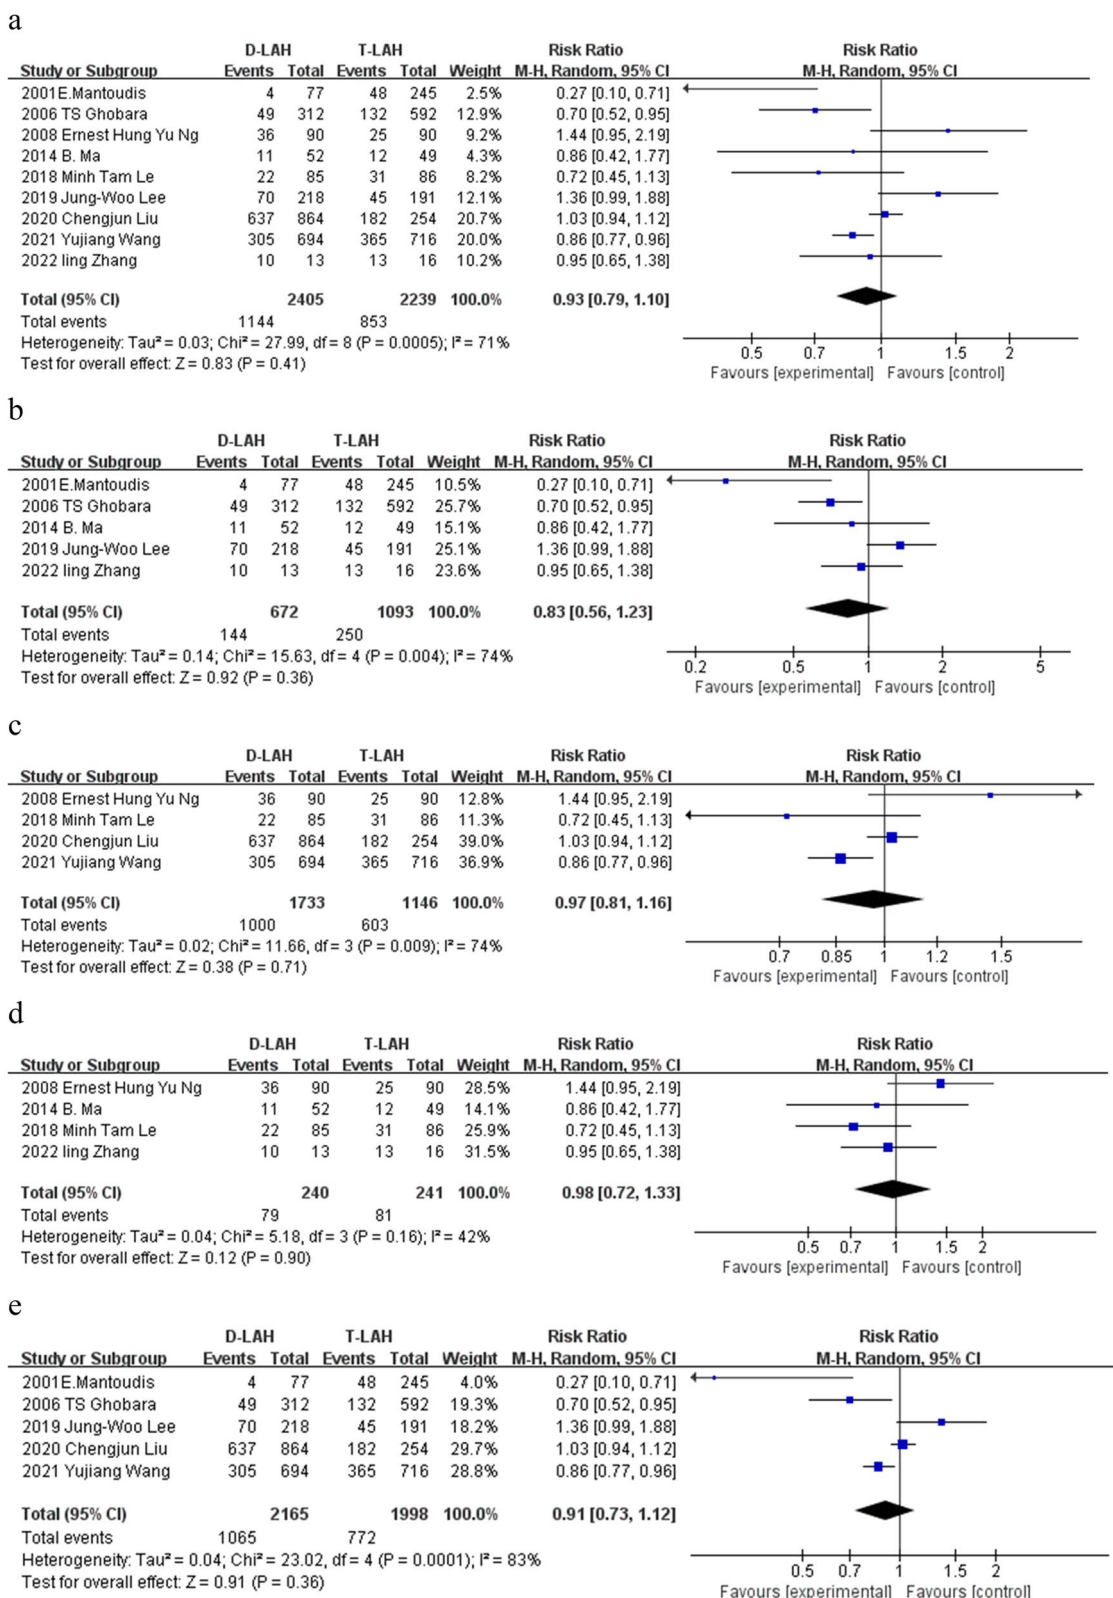 a
D-LAH T-LAH Risk Ratio Risk Ratio
Study or Subgroup Events Total Events Total Weight M-H, Random, 95% CI M-H, Random, 95% CI
2001E.Mantoudis 4 77 48 245 2.5% 0.27 [0.10, 0.71]
2006 TS Ghobara 49 312 132 592 12.9% 0.70 [0.52, 0.95]
2008 Ernest Hung Yu Ng 36 90 25 90 9.2% 1.44 [0.95, 2.19]
2014 B. Ma 11 52 12 49 4.3% 0.86 [0.42, 1.77]
2018 Minh Tam Le 22 85 31 86 8.2% 0.72 [0.45, 1.13]
2019 Jung-Woo Lee 70 218 45 191 12.1% 1.36 [0.99, 1.88]
2020 Chengjun Liu 637 864 182 254 20.7% 1.03 [0.94, 1.12]
2021 Yujiang Wang 305 694 365 716 20.0% 0.86 [0.77, 0.96]
2022 ling Zhang 10 13 13 16 10.2% 0.95 [0.65, 1.38]
Total (95% CI) 2405 2239 100.0% 0.93 [0.79, 1.10]
Total events 1144 853
Heterogeneity: Tau² = 0.03; Chi² = 27.99, df = 8 (P = 0.0005); I² = 71%
Test for overall effect: Z = 0.83 (P = 0.41)
0.5 0.7 1 1.5 2
Favours [experimental] Favours [control]
b
D-LAH T-LAH Risk Ratio Risk Ratio
Study or Subgroup Events Total Events Total Weight M-H, Random, 95% CI M-H, Random, 95% CI
2001E.Mantoudis 4 77 48 245 10.5% 0.27 [0.10, 0.71]
2006 TS Ghobara 49 312 132 592 25.7% 0.70 [0.52, 0.95]
2014 B. Ma 11 52 12 49 15.1% 0.86 [0.42, 1.77]
2019 Jung-Woo Lee 70 218 45 191 25.1% 1.36 [0.99, 1.88]
2022 ling Zhang 10 13 13 16 23.6% 0.95 [0.65, 1.38]
Total (95% CI) 672 1093 100.0% 0.83 [0.56, 1.23]
Total events 144 250
Heterogeneity: Tau² = 0.14; Chi² = 15.63, df = 4 (P = 0.004); I² = 74%
Test for overall effect: Z = 0.92 (P = 0.36)
0.2 0.5 1 2 5
Favours [experimental] Favours [control]
c
D-LAH T-LAH Risk Ratio Risk Ratio
Study or Subgroup Events Total Events Total Weight M-H, Random, 95% CI M-H, Random, 95% CI
2008 Ernest Hung Yu Ng 36 90 25 90 12.8% 1.44 [0.95, 2.19]
2018 Minh Tam Le 22 85 31 86 11.3% 0.72 [0.45, 1.13]
2020 Chengjun Liu 637 864 182 254 39.0% 1.03 [0.94, 1.12]
2021 Yujiang Wang 305 694 365 716 36.9% 0.86 [0.77, 0.96]
Total (95% CI) 1733 1146 100.0% 0.97 [0.81, 1.16]
Total events 1000 603
Heterogeneity: Tau² = 0.02; Chi² = 11.66, df = 3 (P = 0.009); I² = 74%
Test for overall effect: Z = 0.38 (P = 0.71)
0.7 0.85 1 1.2 1.5
Favours [experimental] Favours [control]
d
D-LAH T-LAH Risk Ratio Risk Ratio
Study or Subgroup Events Total Events Total Weight M-H, Random, 95% CI M-H, Random, 95% CI
2008 Ernest Hung Yu Ng 36 90 25 90 28.5% 1.44 [0.95, 2.19]
2014 B. Ma 11 52 12 49 14.1% 0.86 [0.42, 1.77]
2018 Minh Tam Le 22 85 31 86 25.9% 0.72 [0.45, 1.13]
2022 ling Zhang 10 13 13 16 31.5% 0.95 [0.65, 1.38]
Total (95% CI) 240 241 100.0% 0.98 [0.72, 1.33]
Total events 79 81
Heterogeneity: Tau² = 0.04; Chi² = 5.18, df = 3 (P = 0.16); I² = 42%
Test for overall effect: Z = 0.12 (P = 0.90)
0.5 0.7 1 1.5 2
Favours [experimental] Favours [control]
e
D-LAH T-LAH Risk Ratio Risk Ratio
Study or Subgroup Events Total Events Total Weight M-H, Random, 95% CI M-H, Random, 95% CI
2001E.Mantoudis 4 77 48 245 4.0% 0.27 [0.10, 0.71]
2006 TS Ghobara 49 312 132 592 19.3% 0.70 [0.52, 0.95]
2019 Jung-Woo Lee 70 218 45 191 18.2% 1.36 [0.99, 1.88]
2020 Chengjun Liu 637 864 182 254 29.7% 1.03 [0.94, 1.12]
2021 Yujiang Wang 305 694 365 716 28.8% 0.86 [0.77, 0.96]
Total (95% CI) 2165 1998 100.0% 0.91 [0.73, 1.12]
Total events 1065 772
Heterogeneity: Tau² = 0.04; Chi² = 23.02, df = 4 (P = 0.0001); I² = 83%
Test for overall effect: Z = 0.91 (P = 0.36)
0.5 0.7 1 1.5 2
Favours [experimental] Favours [control]